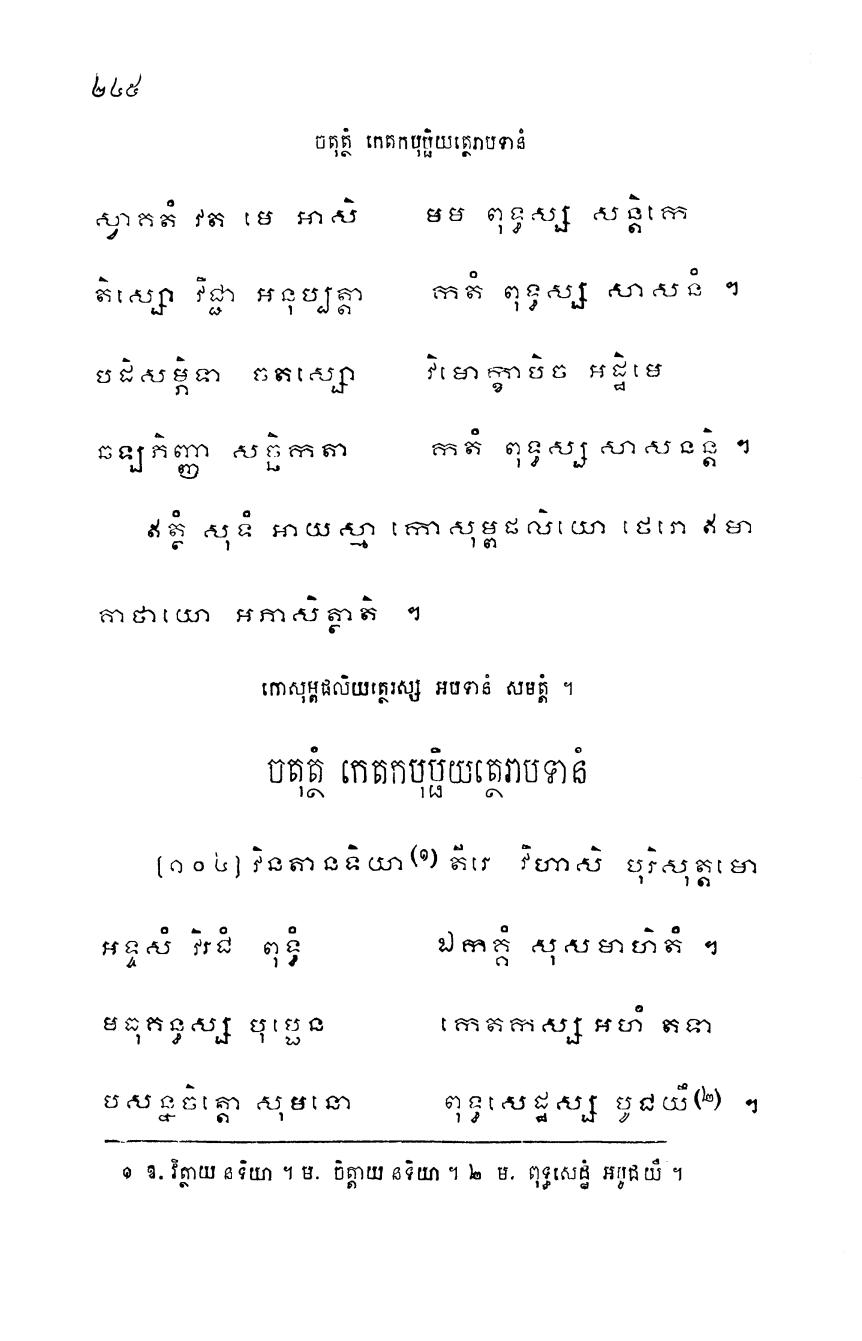 ២៤៥
ចតុត្ថំ កេតកបុប្ផិយត្ថេរាបទានំ
ស្វាគតំ វត មេ អាសិ មម ពុទ្ធស្ស សន្តិកេ
តិស្សោ វិជ្ជា អនុប្បត្តា កតំ ពុទ្ធស្ស សាសនំ ។
បដិសម្ភិទា ចតស្សោ វិមោក្ខាបិច អដ្ឋិមេ
ឆឡភិញ្ញា សច្ឆិកតា កតំ ពុទ្ធស្ស សាសនន្តិ ។
ឥត្ថំ សុទំ អាយស្មា កោសុម្ពផលិយោ ថេរោ ឥមា
គាថាយោ អភាសិត្ថាតិ ។
កោសុម្ពផលិយត្ថេរស្ស អបទានំ សមត្តំ ។
ចតុត្ថំ កេតកបុប្ផិយត្ថេរាបទានំ
[១០៤] វិនតានទិយា (១) តីរេ វិហាសិ បុរិសុត្តមោ
អទ្ទសំ វិរជំ ពុទ្ធំ ឯកគ្គំ សុសមាហិតំ ។
មធុគន្ធស្ស បុប្ផេន កេតកស្ស អហំ តទា
បសន្នចិត្តោ សុមនោ ពុទ្ធសេដ្ឋស្ស បូជយឹ (២) ។
១ ឱ. វិត្ថាយ នទិយា ។ ម. ចិត្តាយ នទិយា ។ ២ ម. ពុទ្ធសេដ្ឋំ អបូជយឹ ។